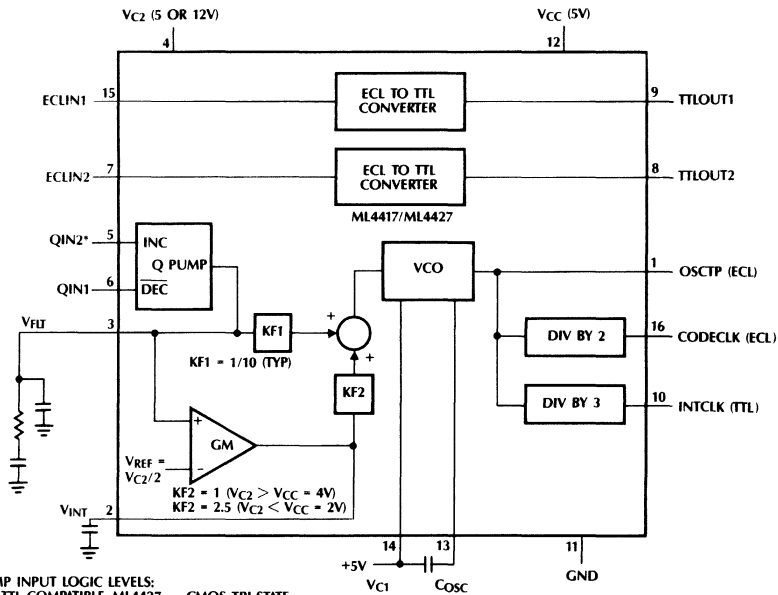 VC2 (5 OR 12V)
4
VCC (5V)
12
ECLIN1 15
ECL TO TTL
CONVERTER
9 TTLOUT1
ECLIN2 7
ECL TO TTL
CONVERTER
8 TTLOUT2
ML4417/ML4427
QIN2* 5
INC
Q PUMP
QIN1 6
DEC
VCO
1 OSCTP (ECL)
VFLT 3
KF1
+
KF1 = 1/10 (TYP)
+
KF2
DIV BY 2
16 CODECLK (ECL)
DIV BY 3
10 INTCLK (TTL)
+
GM
-
VREF =
VC2/2
KF2 = 1 (VC2 > VCC = 4V)
KF2 = 2.5 (VC2 < VCC = 2V)
VINT 2
14
13
11
+5V
VC1
COSC
GND
MP INPUT LOGIC LEVELS:
TTL COMPATIBLE, ML4427